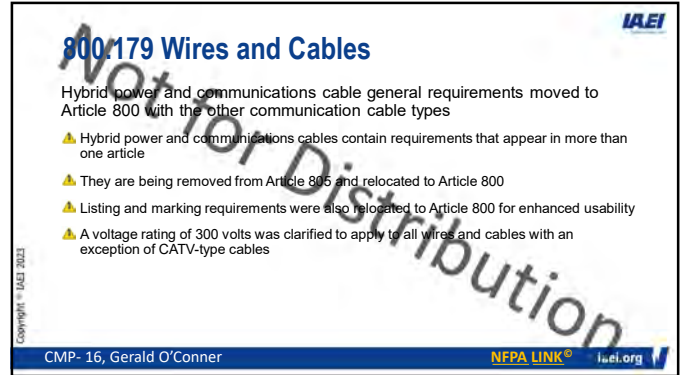 IAEI
800.179 Wires and Cables
Hybrid power and communications cable general requirements moved to
Article 800 with the other communication cable types
Hybrid power and communications cables contain requirements that appear in more than
one article
They are being removed from Article 805 and relocated to Article 800
Listing and marking requirements were also relocated to Article 800 for enhanced usability
A voltage rating of 300 volts was clarified to apply to all wires and cables with an
exception of CATV-type cables
Not for Distribution
Copyright © IAEI 2023
CMP- 16, Gerald O’Conner
NFPA LINK©
iaei.org